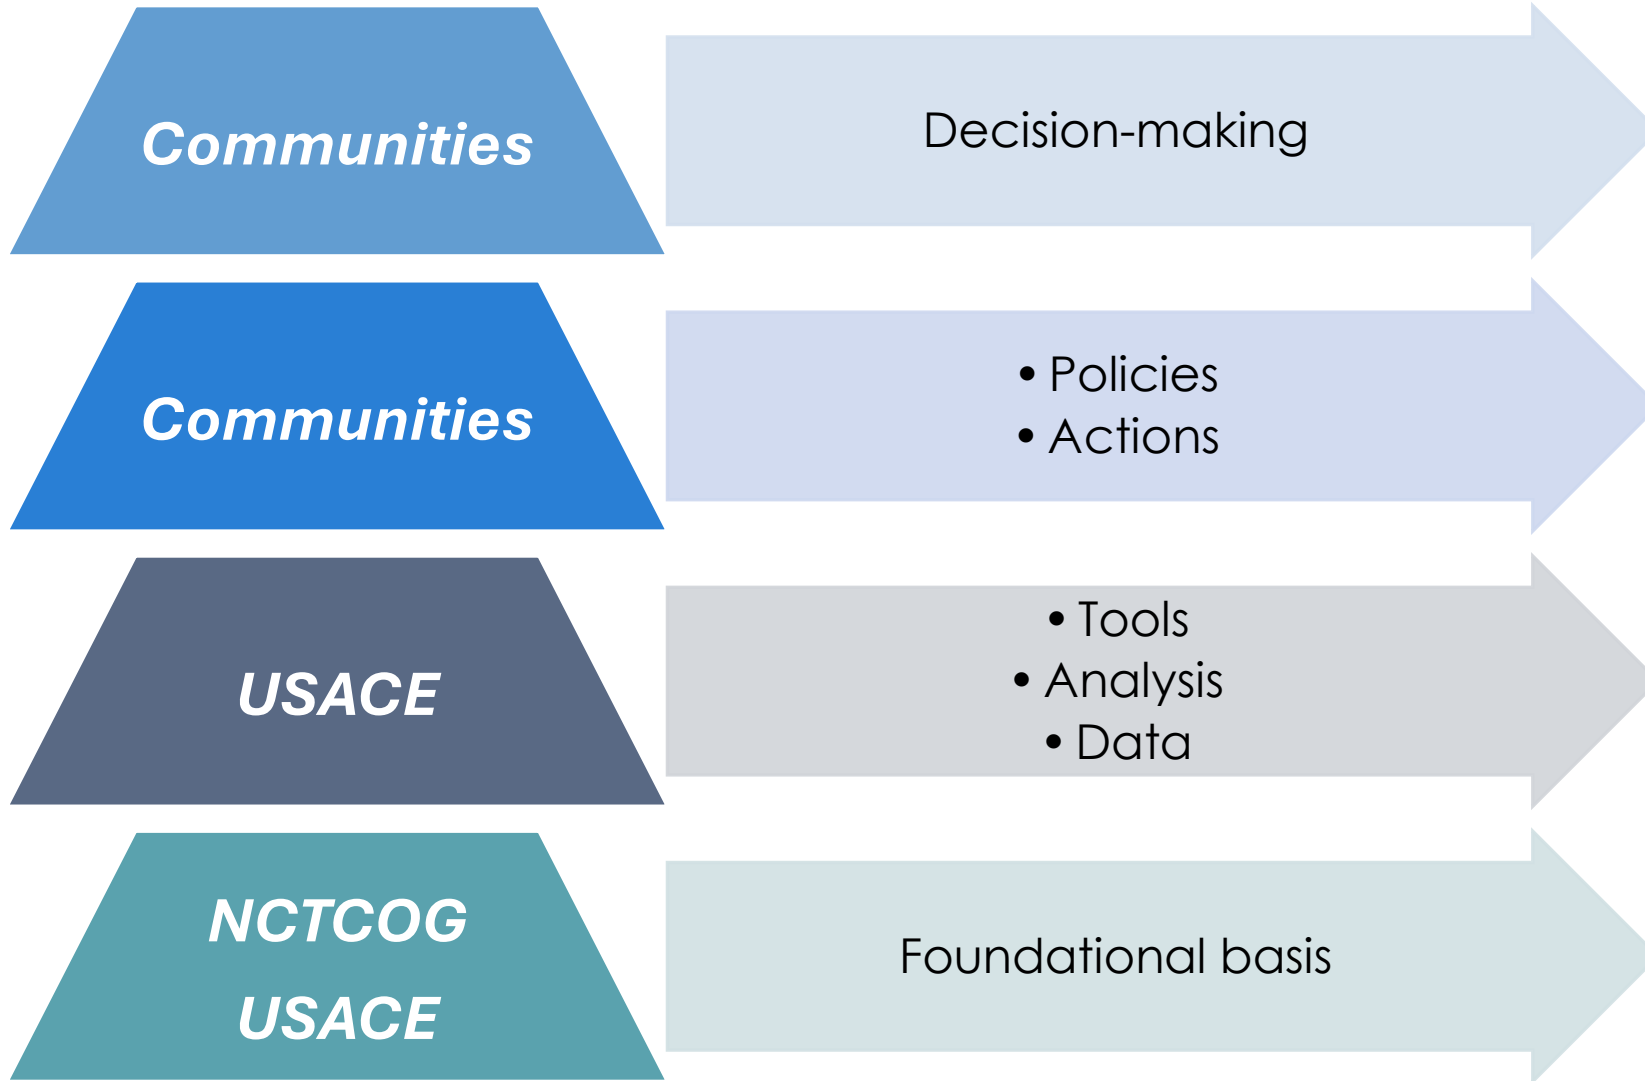 Communities
Decision-making
Communities
• Policies
• Actions
USACE
• Tools
• Analysis
• Data
NCTCOG
USACE
Foundational basis